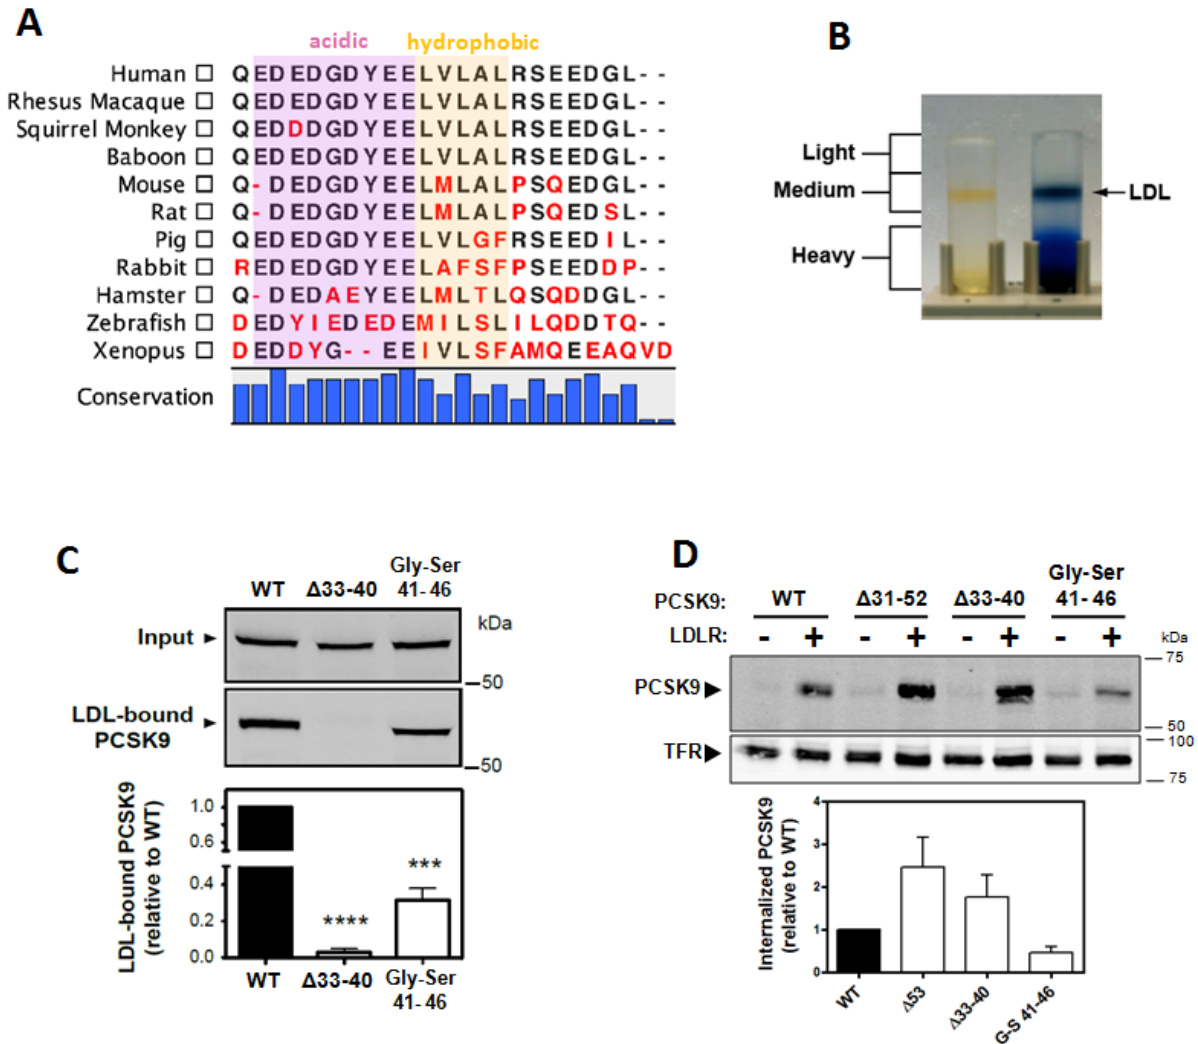 A
acidic hydrophobic
Human QEDEDGDYEELVLALRSEEDGL--
Rhesus Macaque QEDEDGDYEELVLALRSEEDGL--
Squirrel Monkey QEDDDGDYEELVLALRSEEDGL--
Baboon QEDEDGDYEELVLALRSEEDGL--
Mouse Q-DEDGDYEELMLALPSQEDGL--
Rat Q-DEDGDYEELMLALPSQEDSL--
Pig QEDEDGDYEELVLGFRSEEDIL--
Rabbit REDEDGDYEELAFSFPSEEDDP--
Hamster Q-DEDAEYEELMLTLQSQDDGL--
Zebrafish DEDYIEDEDEMILSLILQDDTQ--
Xenopus DEDDYG--EEIVLSFAMQEEAQVD
Conservation
B
Light
Medium
LDL
Heavy
C
WT Δ33-40 Gly-Ser
41-46
Input
kDa
50
LDL-bound
PCSK9
50
LDL-bound PCSK9
(relative to WT)
1.0
0.6
0.4
0.2
0.0
****
***
WT Δ33-40 Gly-Ser
41-46
D
PCSK9: WT Δ31-52 Δ33-40 Gly-Ser
41-46
LDLR: - + - + - + - +
kDa
75
PCSK9
50
100
TFR
75
Internalized PCSK9
(relative to WT)
4
3
2
1
0
WT
Δ53
Δ33-40
G-S 41-46